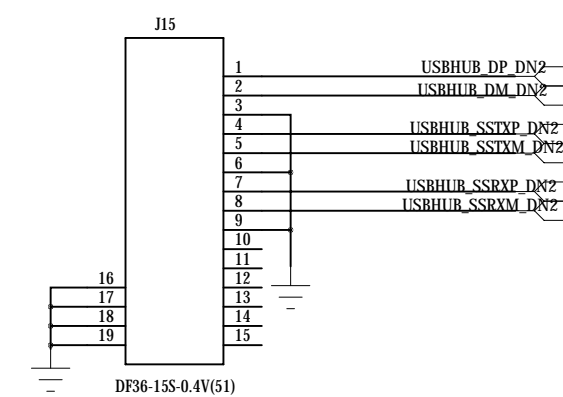 J15
1 USBHUB_DP_DN2
2 USBHUB_DM_DN2
3
4 USBHUB_SSTXP_DN2
5 USBHUB_SSTXM_DN2
6
7 USBHUB_SSRXP_DN2
8 USBHUB_SSRXM_DN2
9
10
11
16 12
17 13
18 14
19 15
DF36-15S-0.4V(51)